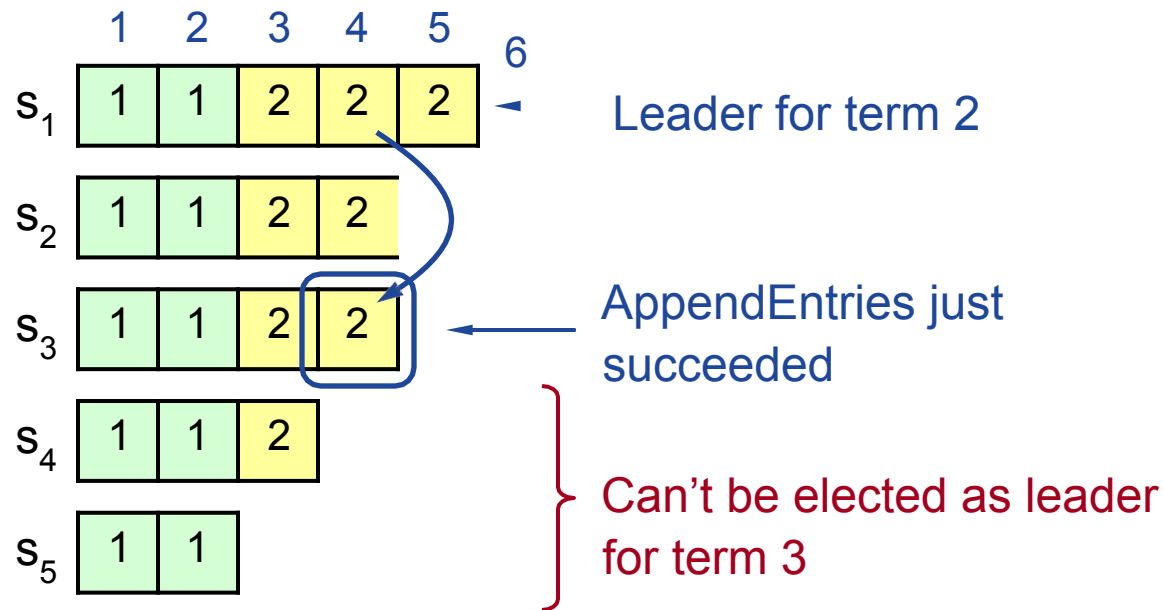 1 2 3 4 5 6
s1 1 1 2 2 2 Leader for term 2
s2 1 1 2 2
s3 1 1 2 2 AppendEntries just
succeeded
s4 1 1 2
Can't be elected as leader
s5 1 1 for term 3